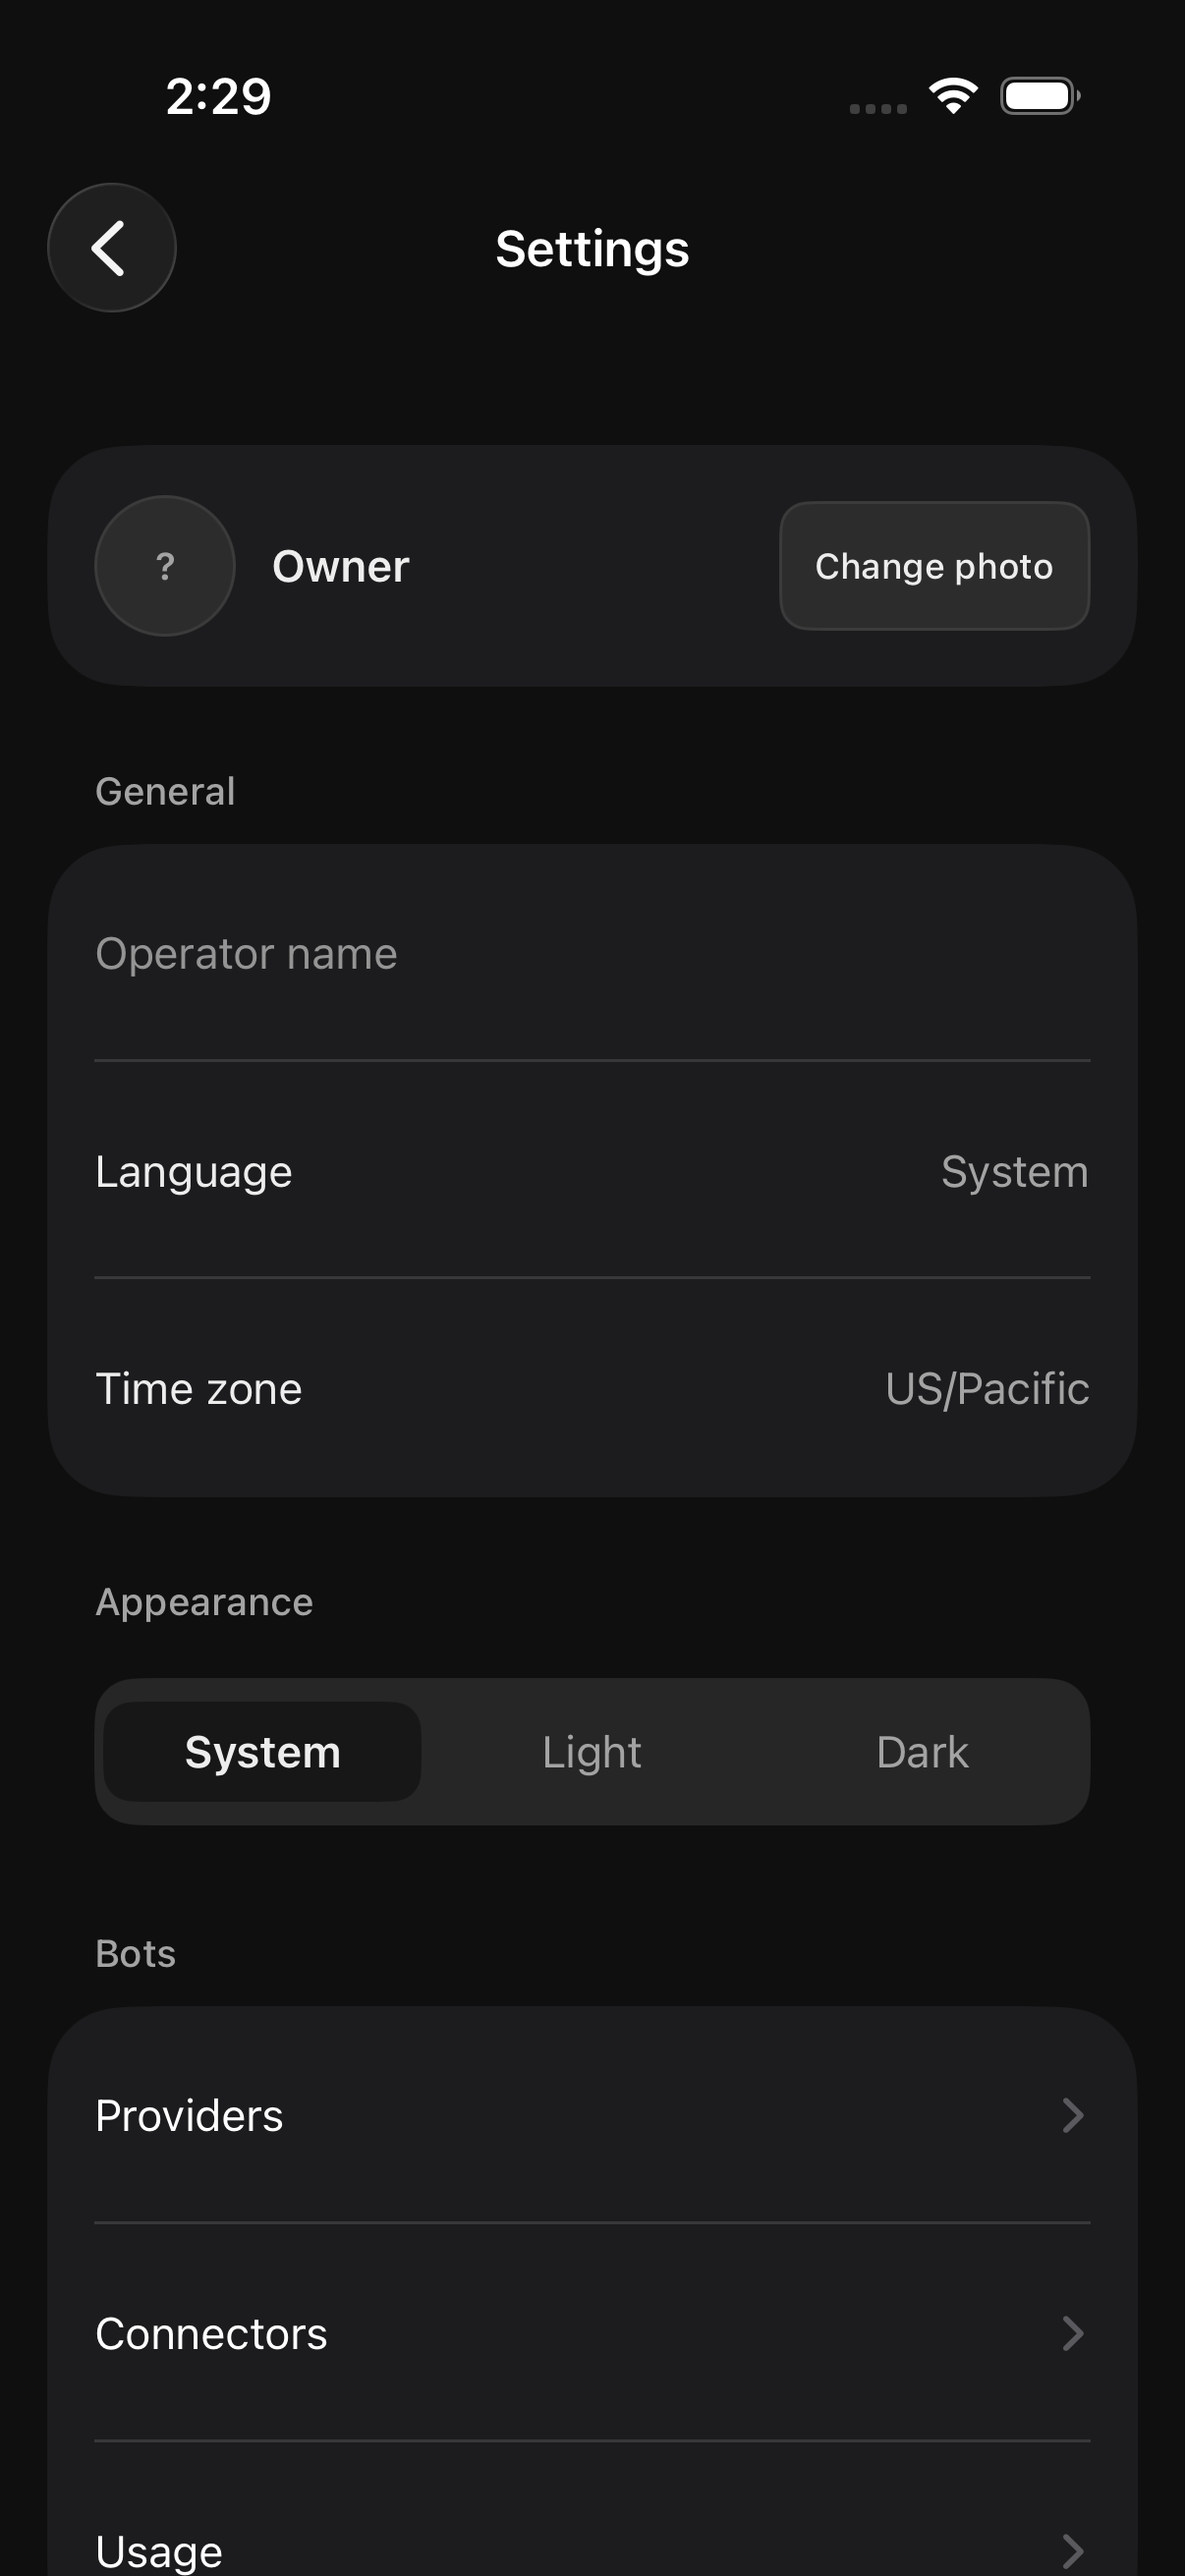 2:29
Settings
?
Owner
Change photo
General
Operator name
Language
System
Time zone
US/Pacific
Appearance
System
Light
Dark
Bots
Providers
Connectors
Usage